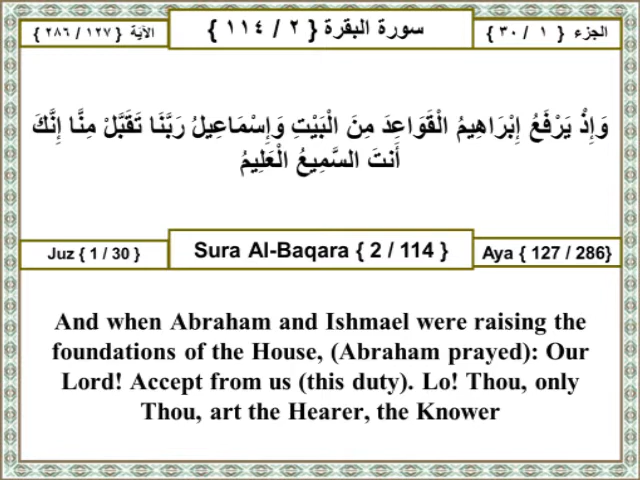 الجزء { ١ / ٣٠ }
سورة البقرة { ٢ / ١١٤ }
الآية { ١٢٧ / ٢٨٦ }
وَإِذْ يَرْفَعُ إِبْرَاهِيمُ الْقَوَاعِدَ مِنَ الْبَيْتِ وَإِسْمَاعِيلُ رَبَّنَا تَقَبَّلْ مِنَّا إِنَّكَ
أَنتَ السَّمِيعُ الْعَلِيمُ
Juz { 1 / 30 }
Sura Al-Baqara { 2 / 114 }
Aya { 127 / 286}
And when Abraham and Ishmael were raising the
foundations of the House, (Abraham prayed): Our
Lord! Accept from us (this duty). Lo! Thou, only
Thou, art the Hearer, the Knower